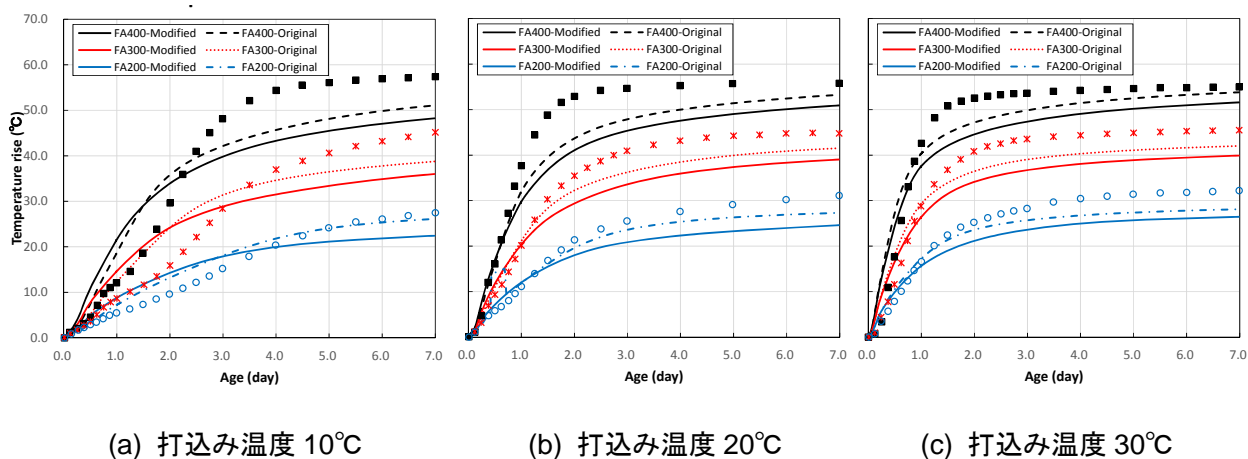 FA400-Modified FA400-Original
FA300-Modified FA300-Original
FA200-Modified FA200-Original
Temperature rise (℃)
70.0
60.0
50.0
40.0
30.0
20.0
10.0
0.0
0.0 1.0 2.0 3.0 4.0 5.0 6.0 7.0
Age (day)
(a) 打込み温度 10℃
FA400-Modified FA400-Original
FA300-Modified FA300-Original
FA200-Modified FA200-Original
0.0 1.0 2.0 3.0 4.0 5.0 6.0 7.0
Age (day)
(b) 打込み温度 20℃
FA400-Modified FA400-Original
FA300-Modified FA300-Original
FA200-Modified FA200-Original
0.0 1.0 2.0 3.0 4.0 5.0 6.0 7.0
Age (day)
(c) 打込み温度 30℃